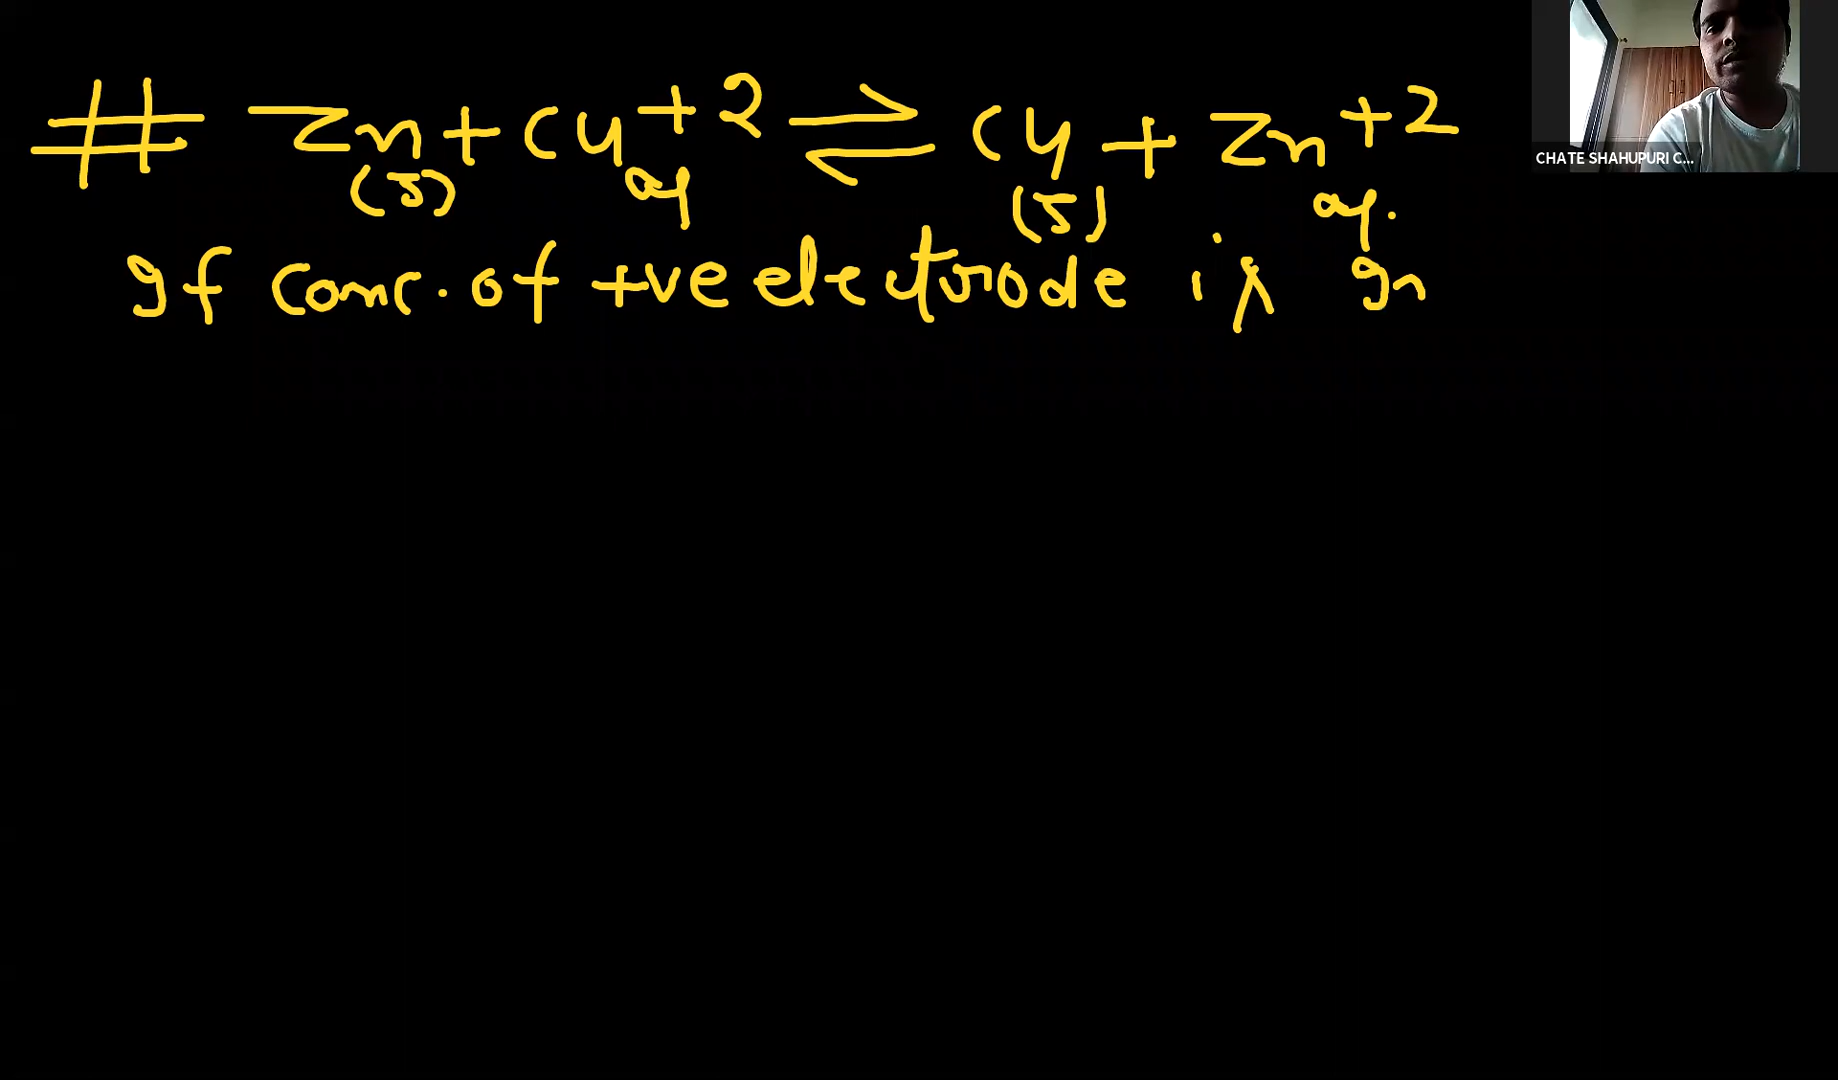 # Zn + Cu+2 ⇌ Cu + Zn+2
(s) aq (s) aq.
If conc. of +ve electrode is In
CHATE SHAHUPURI C...